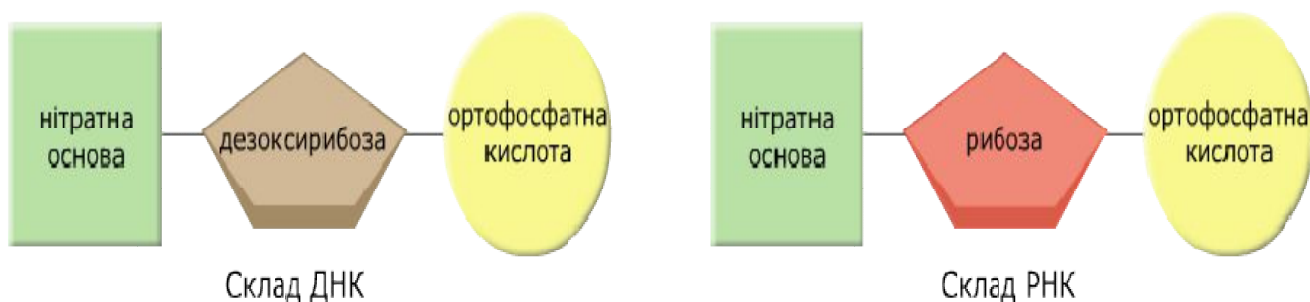 нітратна
основа
дезоксирибоза
ортофосфатна
кислота
Склад ДНК
нітратна
основа
рибоза
ортофосфатна
кислота
Склад РНК